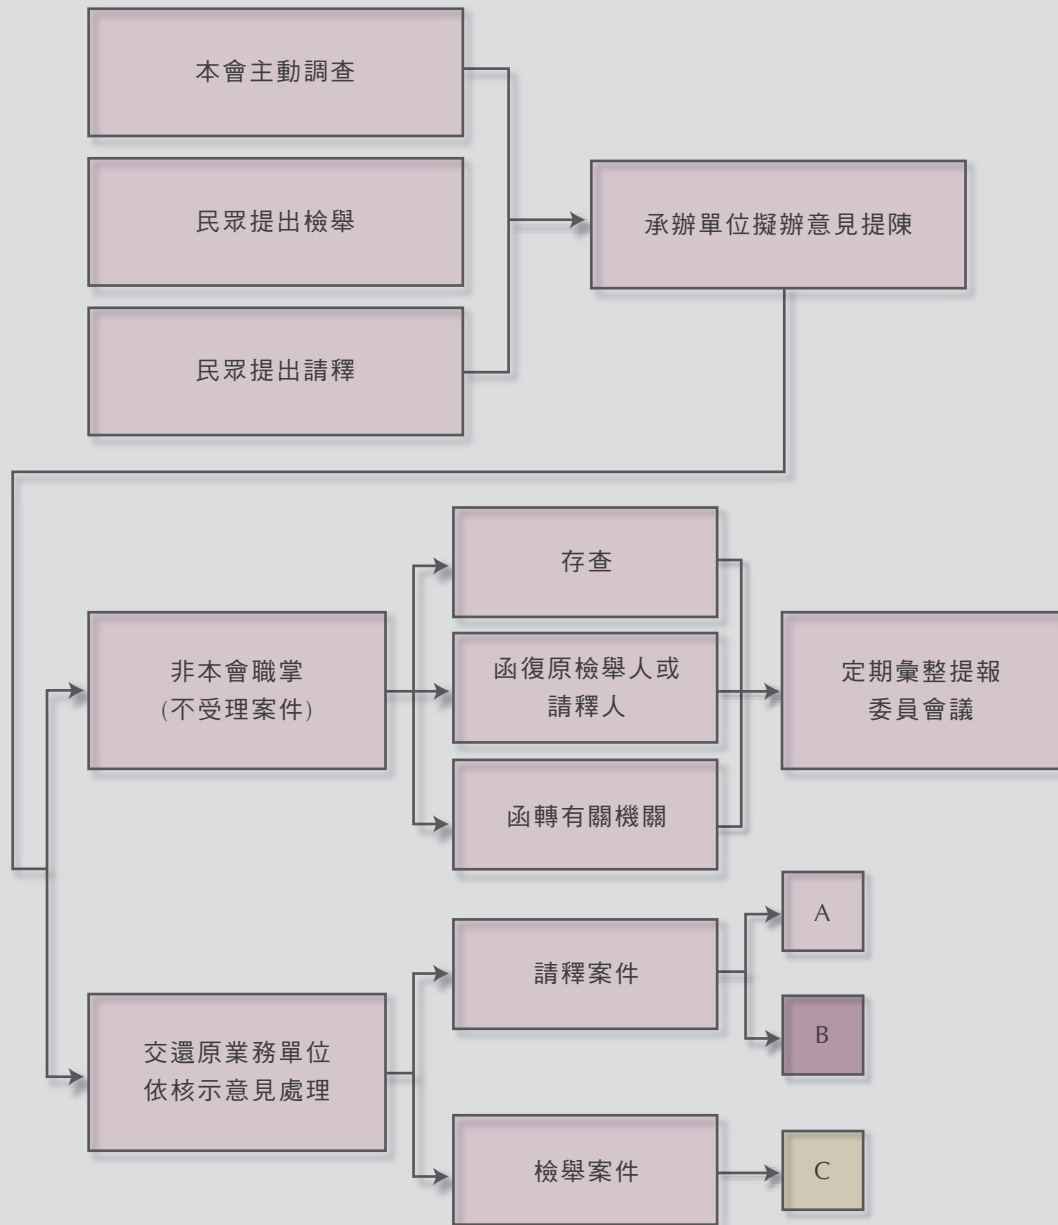 本會主動調查
民眾提出檢舉
承辦單位擬辦意見提陳
民眾提出請釋
存查
非本會職掌
(不受理案件)
函復原檢舉人或
請釋人
定期彙整提報
委員會議
函轉有關機關
A
請釋案件
B
交還原業務單位
依核示意見處理
檢舉案件
C